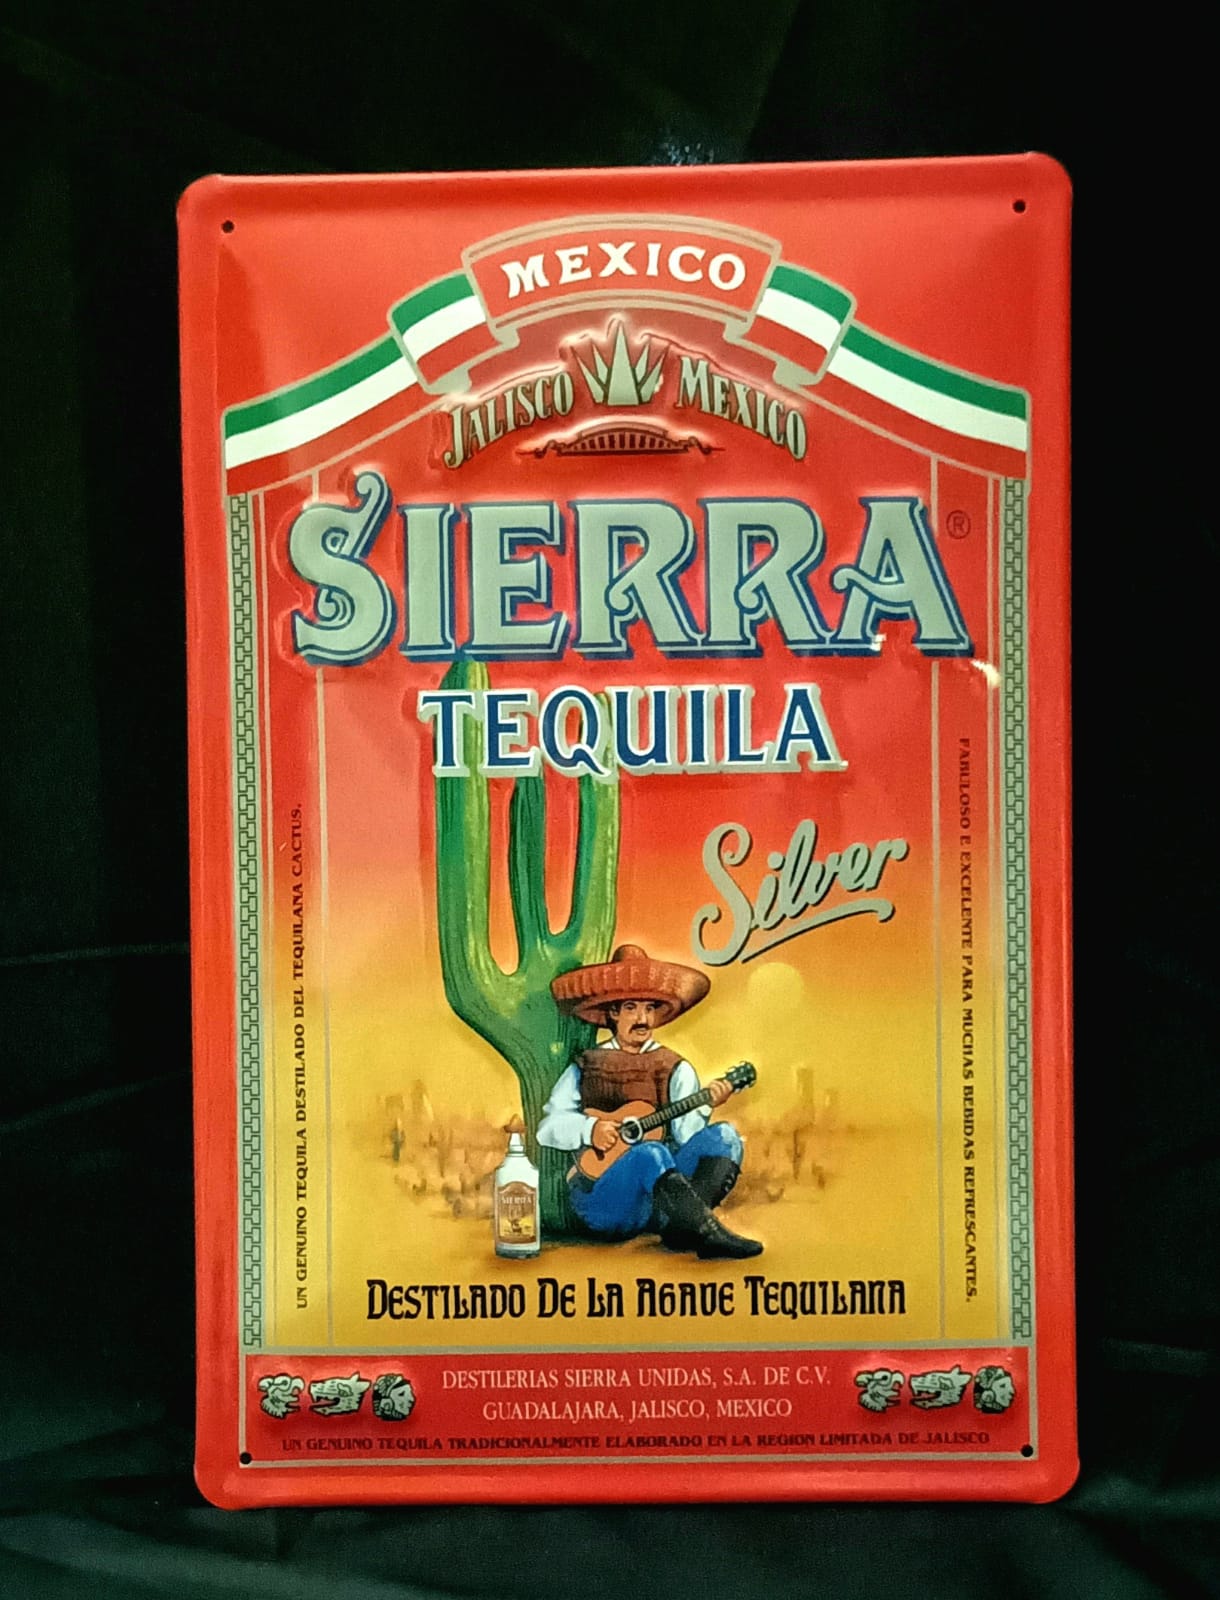 MEXICO
JALISCO MEXICO
SIERRA ®
TEQUILA
Silver
UN GENUINO TEQUILA DESTILADO DEL TEQUILANA CACTUS.
FABULOSO E EXCELENTE PARA MUCHAS BEBIDAS REFRESCANTES.
SIERRA
DESTILADO DE LA AGAVE TEQUILANA
DESTILERIAS SIERRA UNIDAS, S.A. DE C.V.
GUADALAJARA, JALISCO, MEXICO
UN GENUINO TEQUILA TRADICIONALMENTE ELABORADO EN LA REGION LIMITADA DE JALISCO